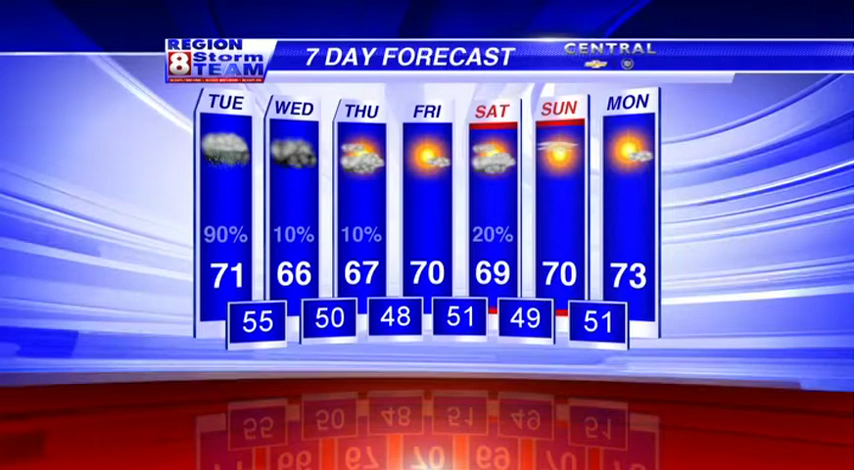 REGION
8 Storm
TEAM
7 DAY FORECAST
CENTRAL
TUE WED THU FRI SAT SUN MON
90% 10% 10% 20%
71 66 67 70 69 70 73
55 50 48 51 49 51